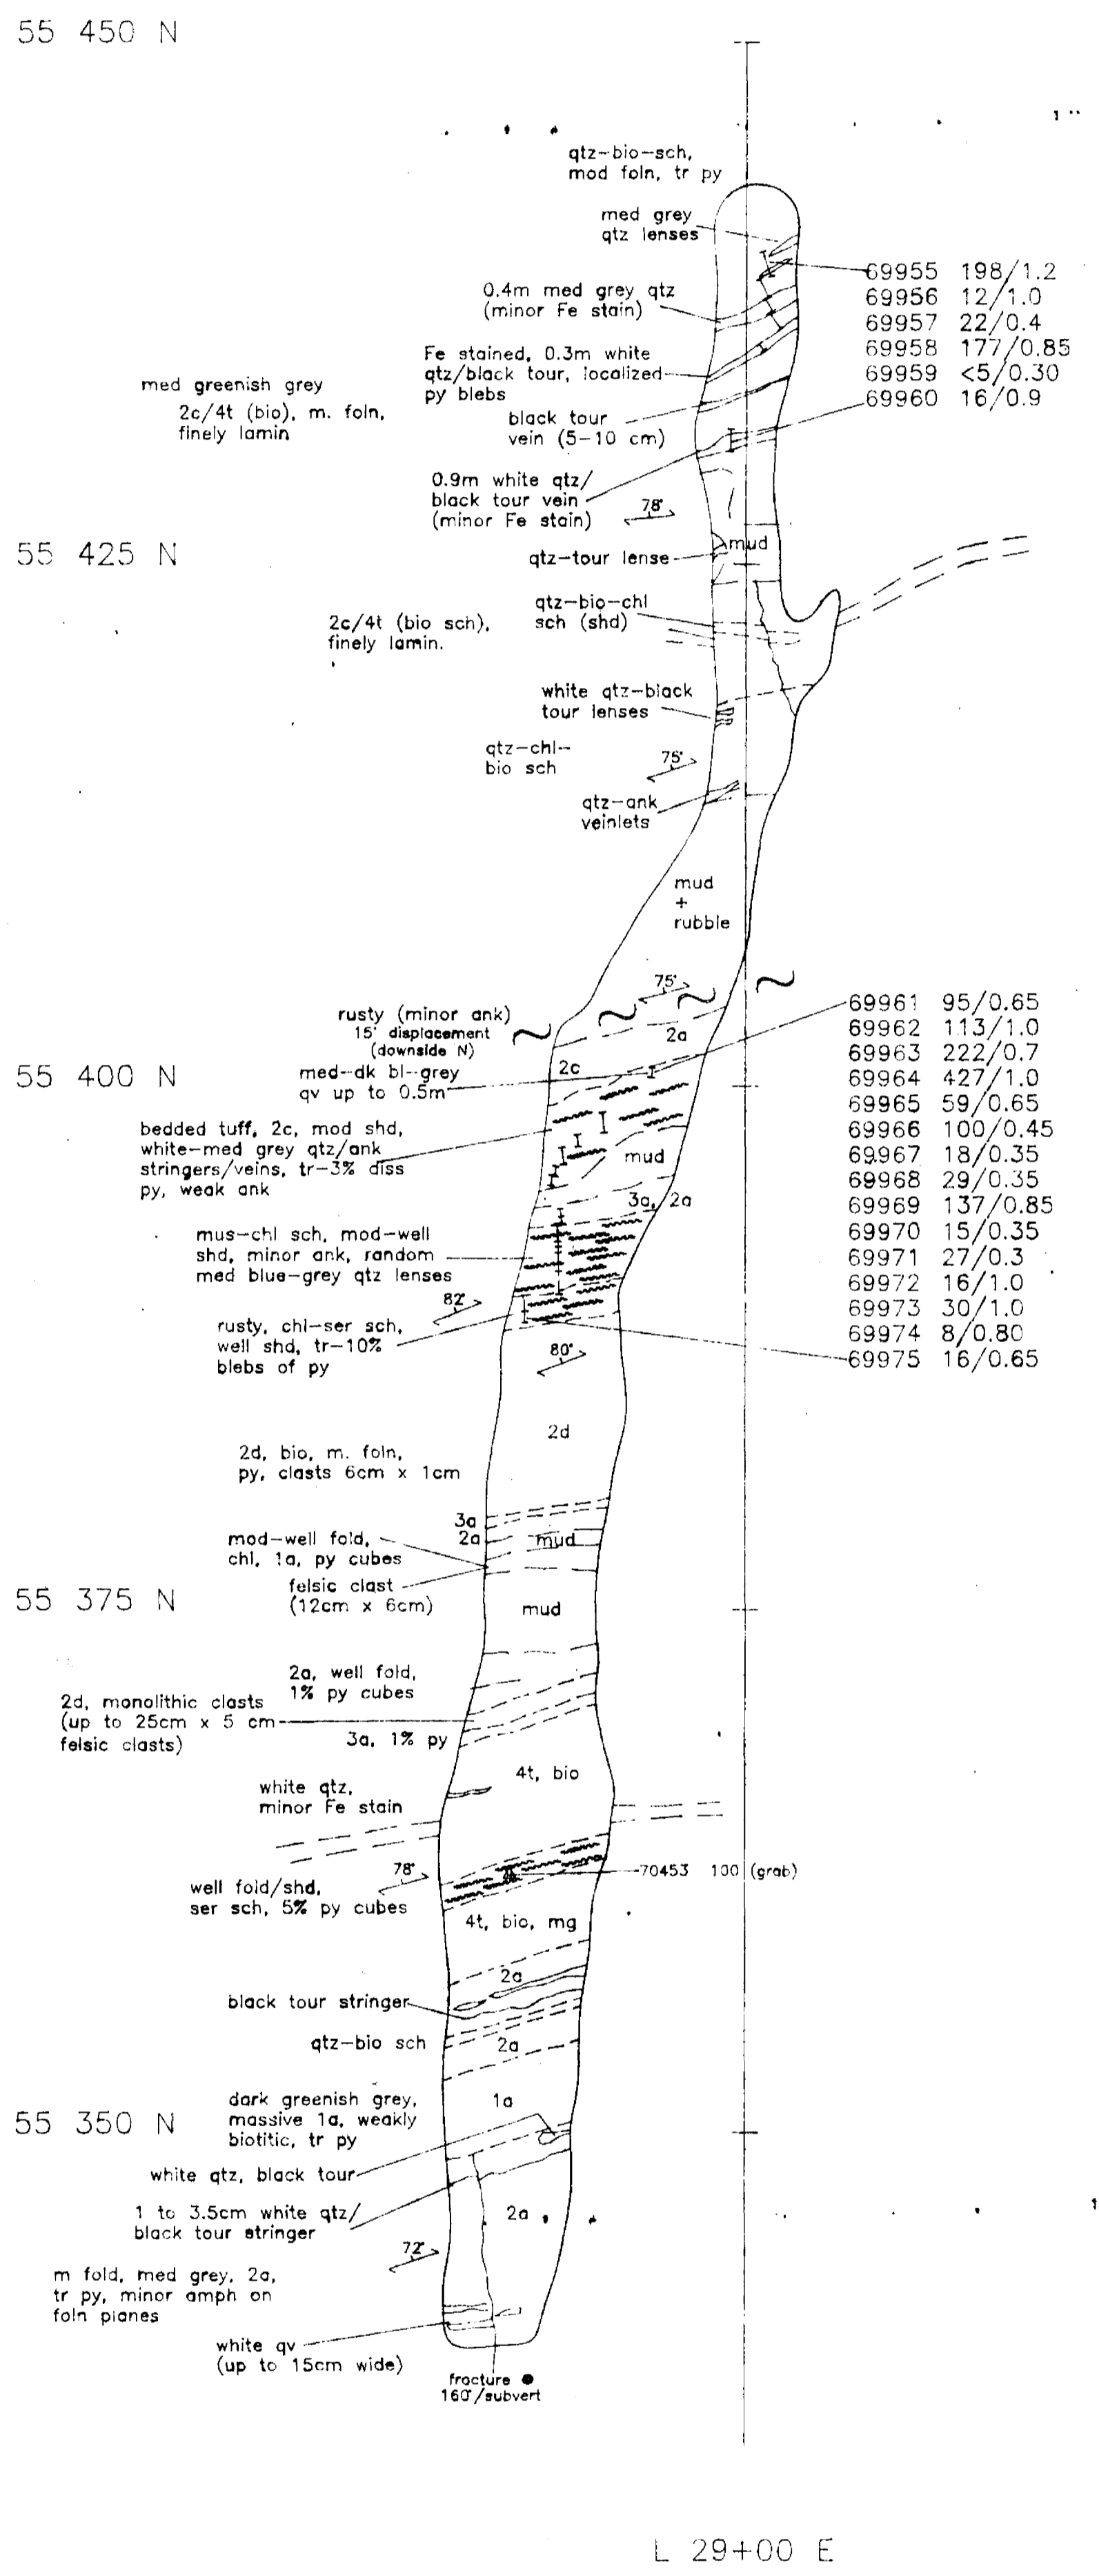 55 450 N
qtz-bio-sch,
mod foln, tr py
med grey
qtz lenses
69955 198/1.2
69956 12/1.0
69957 22/0.4
69958 177/0.85
69959 <5/0.30
69960 16/0.9
0.4m med grey qtz
(minor Fe stain)
Fe stained, 0.3m white
qtz/black tour, localized
py blebs
med greenish grey
2c/4t (bio), m. foln,
finely lamin
black tour
vein (5-10 cm)
0.9m white qtz/
black tour vein
(minor Fe stain)
78°
mud
55 425 N
qtz-tour lense
qtz-bio-chl
sch (shd)
2c/4t (bio sch),
finely lamin.
white qtz-black
tour lenses
qtz-chl-
bio sch
75°
qtz-ank
veinlets
mud
+
rubble
75°
rusty (minor ank)
15' displacement
(downside N)
2a
2c
55 400 N
med-dk bl-grey
qv up to 0.5m
69961 95/0.65
69962 113/1.0
69963 222/0.7
69964 427/1.0
69965 59/0.65
69966 100/0.45
69967 18/0.35
69968 29/0.35
69969 137/0.85
69970 15/0.35
69971 27/0.3
69972 16/1.0
69973 30/1.0
69974 8/0.80
69975 16/0.65
bedded tuff, 2c, mod shd,
white-med grey qtz/ank
stringers/veins, tr-3% diss
py, weak ank
mud
3a, 2a
mus-chl sch, mod-well
shd, minor ank, random
med blue-grey qtz lenses
82°
rusty, chl-ser sch,
well shd, tr-10%
blebs of py
80°
2d
2d, bio, m. foln,
py, clasts 6cm x 1cm
3a
2a
mud
mod-well fold,
chl, 1a, py cubes
felsic clast
(12cm x 6cm)
55 375 N
mud
2a, well fold,
1% py cubes
2d, monolithic clasts
(up to 25cm x 5 cm
felsic clasts)
3a, 1% py
4t, bio
white qtz,
minor Fe stain
78°
70453 100 (grab)
well fold/shd,
ser sch, 5% py cubes
4t, bio, mg
2a
black tour stringer
qtz-bio sch
2a
dark greenish grey,
massive 1a, weakly
biotitic, tr py
1a
55 350 N
white qtz, black tour
1 to 3.5cm white qtz/
black tour stringer
2a
72°
m fold, med grey, 2a,
tr py, minor amph on
foln planes
white qv
(up to 15cm wide)
fracture ●
160°/subvert
L 29+00 E